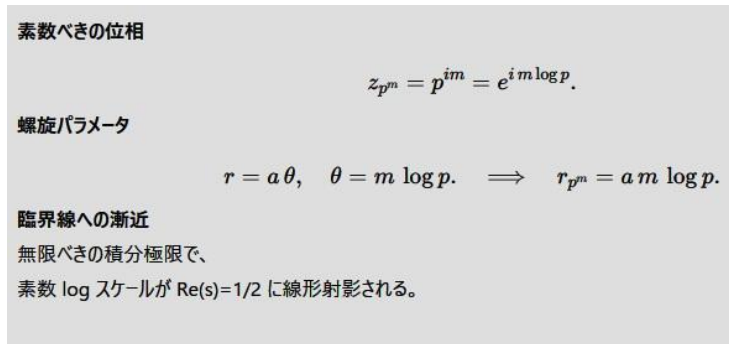 素数べきの位相
z_{p^m} = p^{im} = e^{i m log p}.
螺旋パラメータ
r = a θ, θ = m log p. ⟹ r_{p^m} = a m log p.
臨界線への漸近
無限べきの積分極限で、
素数 log スケールが Re(s)=1/2 に線形射影される。